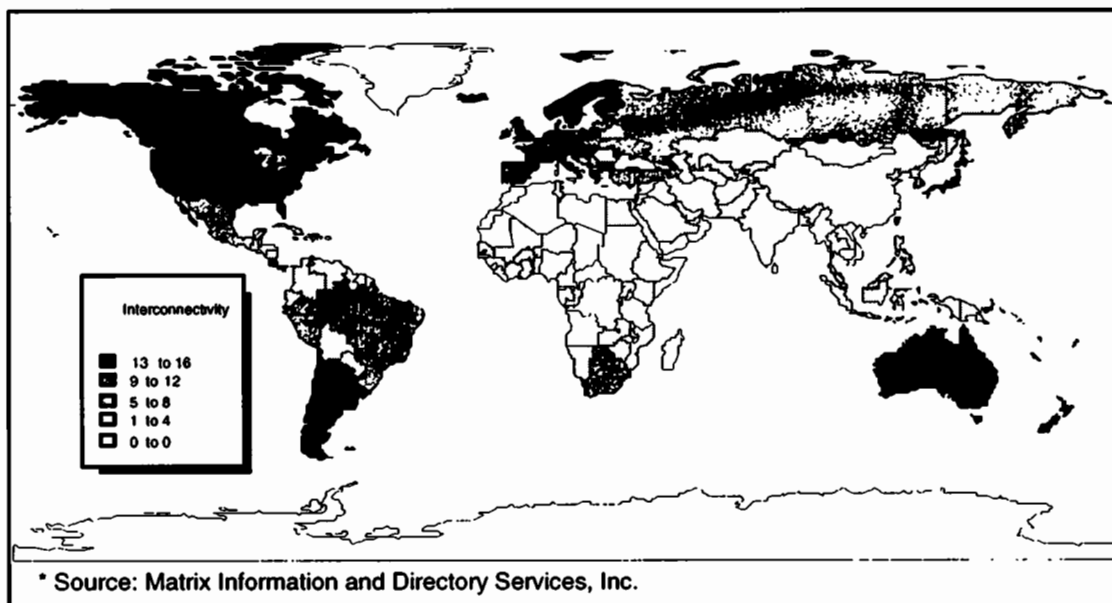 Interconnectivity
13 to 16
9 to 12
5 to 8
1 to 4
0 to 0
* Source: Matrix Information and Directory Services, Inc.